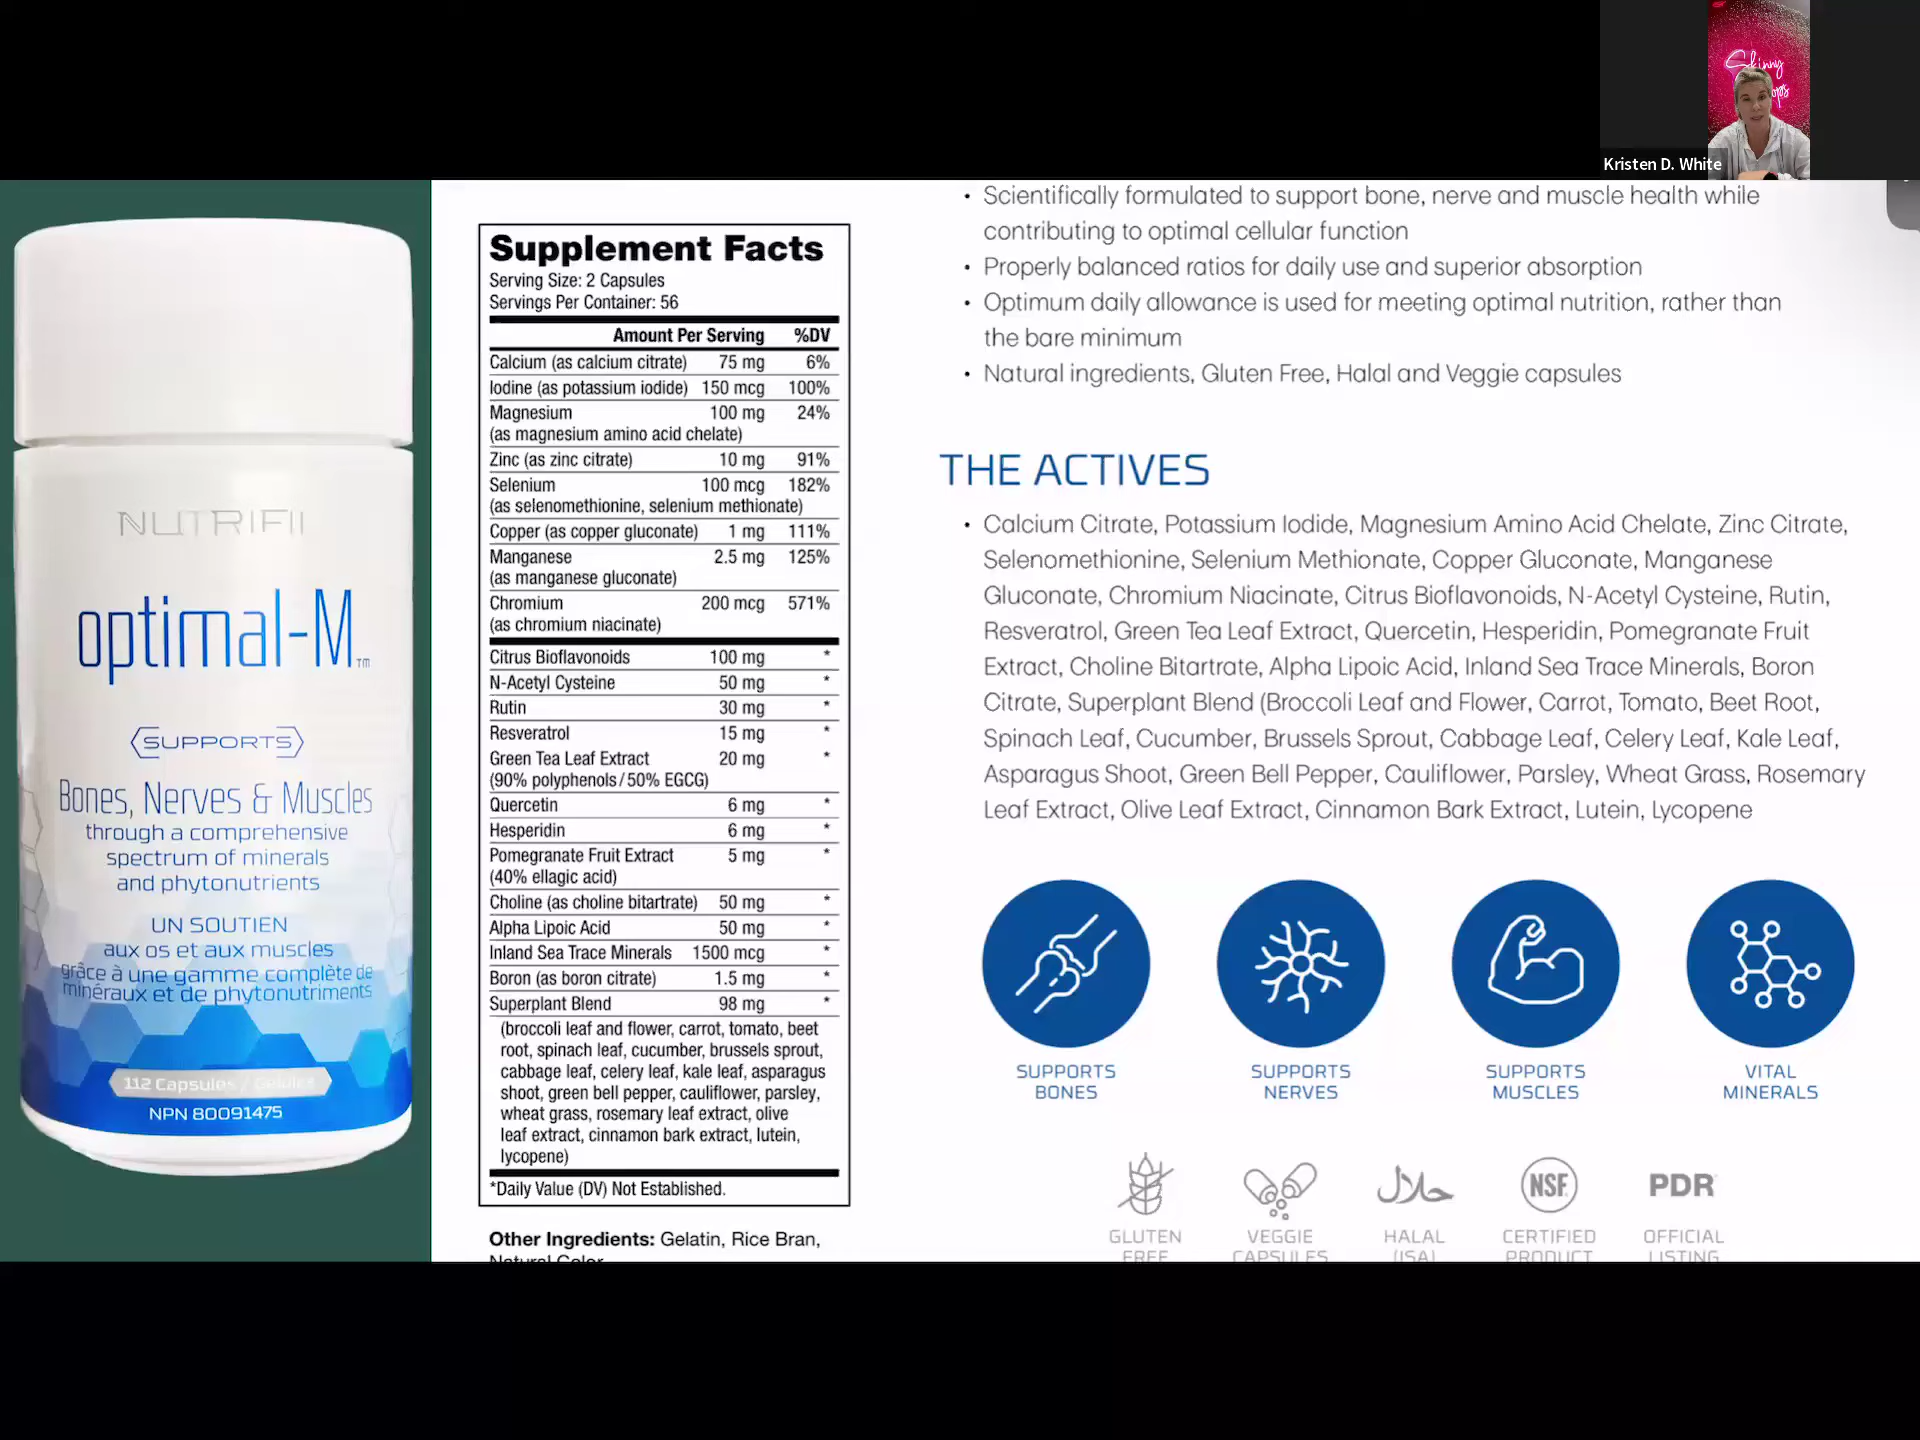 Skinny
Kristen D. White
NUTRIFII
optimal-M™
SUPPORTS
Bones, Nerves & Muscles
through a comprehensive
spectrum of minerals
and phytonutrients
UN SOUTIEN
aux os et aux muscles
grâce à une gamme complète de
minéraux et de phytonutriments
112 Capsules / Gélules
NPN 80091475
Supplement Facts
Serving Size: 2 Capsules
Servings Per Container: 56
Amount Per Serving %DV
Calcium (as calcium citrate) 75 mg 6%
Iodine (as potassium iodide) 150 mcg 100%
Magnesium 100 mg 24%
(as magnesium amino acid chelate)
Zinc (as zinc citrate) 10 mg 91%
Selenium 100 mcg 182%
(as selenomethionine, selenium methionate)
Copper (as copper gluconate) 1 mg 111%
Manganese 2.5 mg 125%
(as manganese gluconate)
Chromium 200 mcg 571%
(as chromium niacinate)
Citrus Bioflavonoids 100 mg *
N-Acetyl Cysteine 50 mg *
Rutin 30 mg *
Resveratrol 15 mg *
Green Tea Leaf Extract 20 mg *
(90% polyphenols/50% EGCG)
Quercetin 6 mg *
Hesperidin 6 mg *
Pomegranate Fruit Extract 5 mg *
(40% ellagic acid)
Choline (as choline bitartrate) 50 mg *
Alpha Lipoic Acid 50 mg *
Inland Sea Trace Minerals 1500 mcg *
Boron (as boron citrate) 1.5 mg *
Superplant Blend 98 mg *
(broccoli leaf and flower, carrot, tomato, beet
root, spinach leaf, cucumber, brussels sprout,
cabbage leaf, celery leaf, kale leaf, asparagus
shoot, green bell pepper, cauliflower, parsley,
wheat grass, rosemary leaf extract, olive
leaf extract, cinnamon bark extract, lutein,
lycopene)
*Daily Value (DV) Not Established.
Other Ingredients: Gelatin, Rice Bran,
Natural Color
• Scientifically formulated to support bone, nerve and muscle health while
contributing to optimal cellular function
• Properly balanced ratios for daily use and superior absorption
• Optimum daily allowance is used for meeting optimal nutrition, rather than
the bare minimum
• Natural ingredients, Gluten Free, Halal and Veggie capsules
THE ACTIVES
• Calcium Citrate, Potassium Iodide, Magnesium Amino Acid Chelate, Zinc Citrate,
Selenomethionine, Selenium Methionate, Copper Gluconate, Manganese
Gluconate, Chromium Niacinate, Citrus Bioflavonoids, N-Acetyl Cysteine, Rutin,
Resveratrol, Green Tea Leaf Extract, Quercetin, Hesperidin, Pomegranate Fruit
Extract, Choline Bitartrate, Alpha Lipoic Acid, Inland Sea Trace Minerals, Boron
Citrate, Superplant Blend (Broccoli Leaf and Flower, Carrot, Tomato, Beet Root,
Spinach Leaf, Cucumber, Brussels Sprout, Cabbage Leaf, Celery Leaf, Kale Leaf,
Asparagus Shoot, Green Bell Pepper, Cauliflower, Parsley, Wheat Grass, Rosemary
Leaf Extract, Olive Leaf Extract, Cinnamon Bark Extract, Lutein, Lycopene
SUPPORTS
BONES
SUPPORTS
NERVES
SUPPORTS
MUSCLES
VITAL
MINERALS
حلال
NSF
PDR
GLUTEN
FREE
VEGGIE
CAPSULES
HALAL
(ISA)
CERTIFIED
PRODUCT
OFFICIAL
LISTING